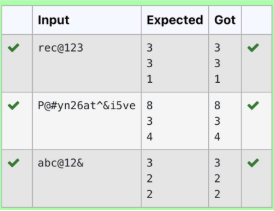 Input Expected Got
rec@123 3 3
3 3
1 1
P@#yn26at^&i5ve 8 8
3 3
4 4
abc@12& 3 3
2 2
2 2